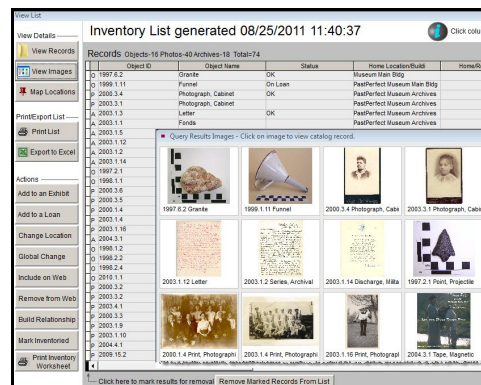 View List
Inventory List generated 08/25/2011 11:40:37
Click colu
View Details
View Records
View Images
Map Locations
Print/Export List
Print List
Export to Excel
Actions
Add to an Exhibit
Add to a Loan
Change Location
Global Change
Include on Web
Remove from Web
Build Relationship
Mark Inventoried
Print Inventory
Worksheet
Records Objects-16 Photos-40 Archives-18 Total=74
Object ID Object Name Status Home Location/Buildi Home/R
O 1997.6.2 Granite OK Museum Main Bldg
O 1999.1.11 Funnel On Loan PastPerfect Museum Main Bldg
P 2000.3.4 Photograph, Cabinet OK PastPerfect Museum Archives
P 2003.3.1 Photograph, Cabinet PastPerfect Museum Archives
A 2003.1.3 Letter OK PastPerfect Museum Archives
A 2003.1.1 Fonds PastPerfect Museum Archives
A 2003.1.5
A 2003.1.12
A 2003.1.2
A 2003.1.14
O 1997.2.1
O 1998.1.1
P 2000.3.6
P 2000.3.5
P 2000.1.4
P 2000.1.4
P 2003.1.16
A 2004.3.1
O 1998.1.2
O 1998.2.2
O 1998.2.4
O 2010.1.1
P 2000.3.2
P 2003.3.2
P 2003.4.1
P 2000.3.3
P 2003.1.9
P 2003.1.10
P 2004.4.1
P 2009.15.2
Query Results Images - Click on image to view catalog record.
1997.6.2 Granite
1999.1.11 Funnel
2000.3.4 Photograph, Cabi
2003.3.1 Photograph, Cabin
2003.1.12 Letter
2003.1.2 Series, Archival
2003.1.14 Discharge, Milita
1997.2.1 Point, Projectile
2000.1.4 Print, Photographi
2000.1.4 Print, Photographi
2003.1.16 Print, Photograpl
2004.3.1 Tape, Magnetic
Click here to mark results for removal
Remove Marked Records From List